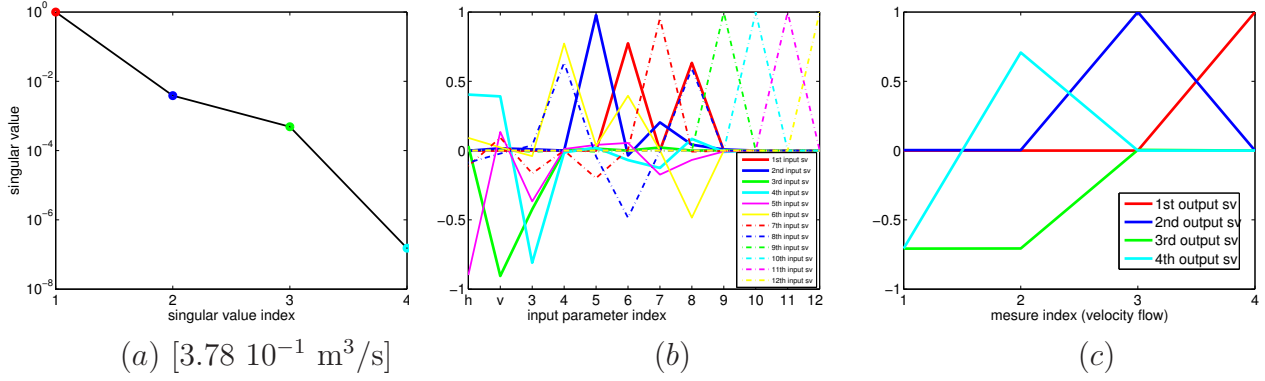 10⁰
10⁻²
10⁻⁴
10⁻⁶
10⁻⁸
singular value
1 2 3 4
singular value index
(a) [3.78 10⁻¹ m³/s]
1
0.5
0
−0.5
−1
h v 3 4 5 6 7 8 9 10 11 12
input parameter index
1st input sv
2nd input sv
3rd input sv
4th input sv
5th input sv
6th input sv
7th input sv
8th input sv
9th input sv
10th input sv
11th input sv
12th input sv
(b)
1
0.5
0
−0.5
−1
1 2 3 4
mesure index (velocity flow)
1st output sv
2nd output sv
3rd output sv
4th output sv
(c)